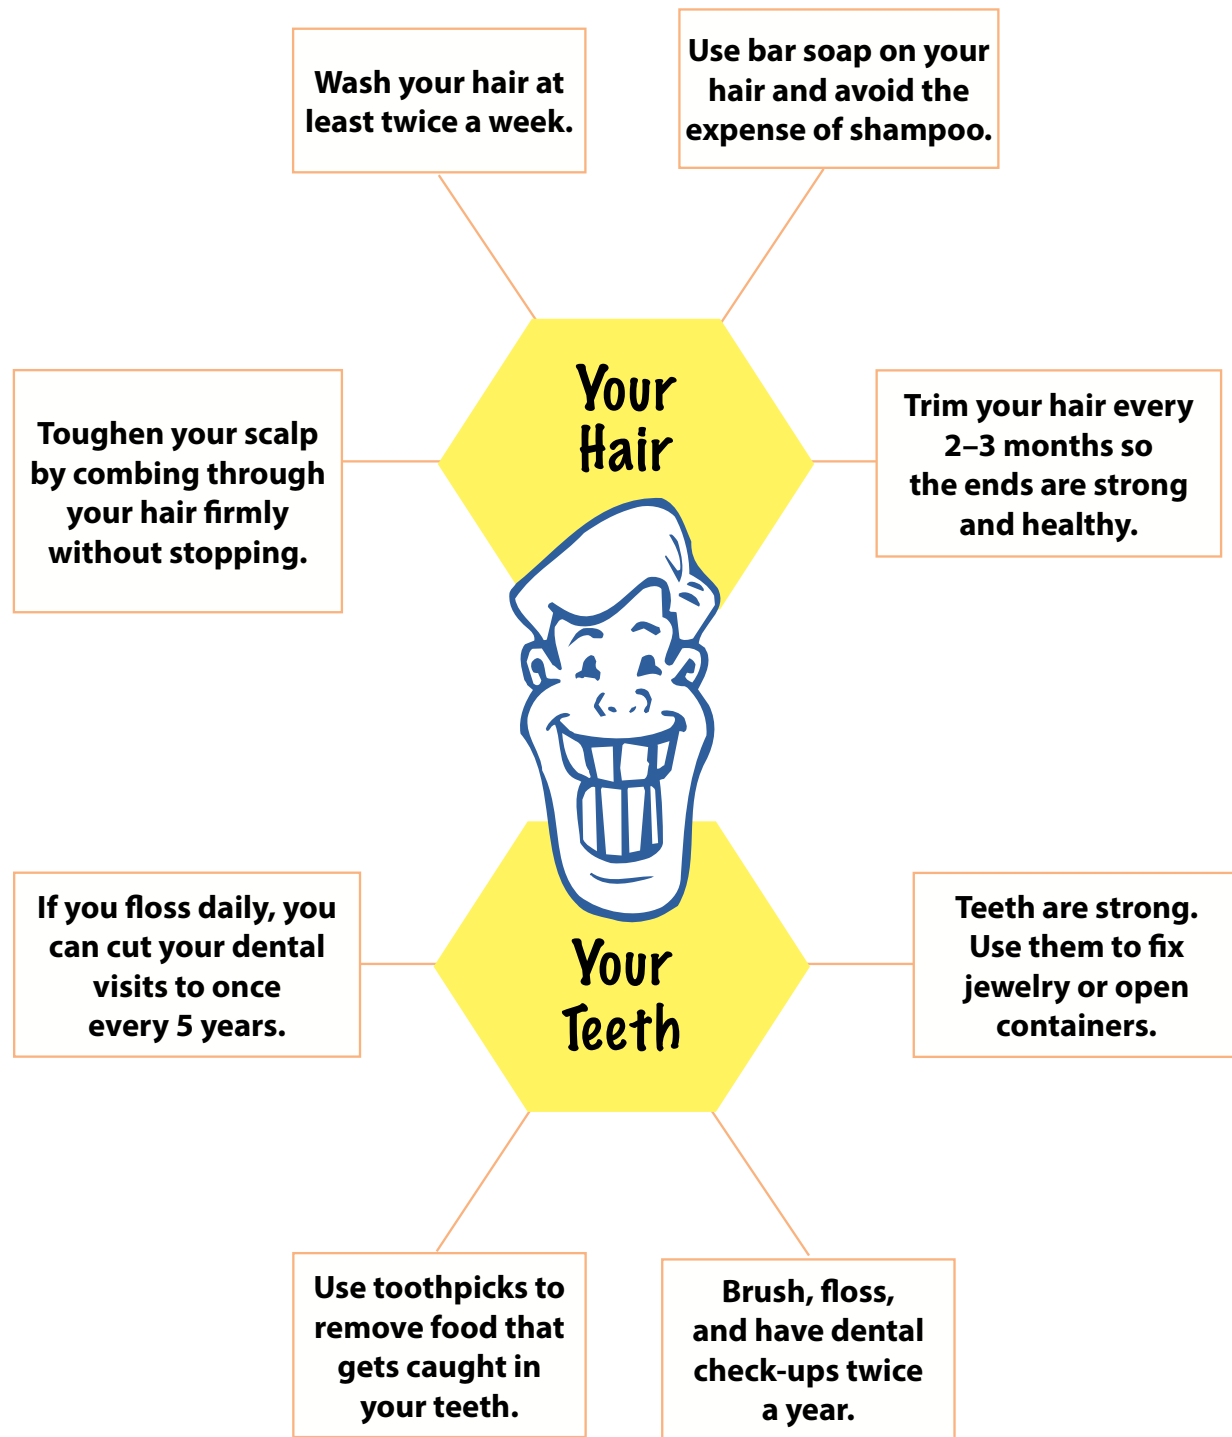 Wash your hair at
least twice a week.
Use bar soap on your
hair and avoid the
expense of shampoo.
Your
Hair
Toughen your scalp
by combing through
your hair firmly
without stopping.
Trim your hair every
2–3 months so
the ends are strong
and healthy.
If you floss daily, you
can cut your dental
visits to once
every 5 years.
Your
Teeth
Teeth are strong.
Use them to fix
jewelry or open
containers.
Use toothpicks to
remove food that
gets caught in
your teeth.
Brush, floss,
and have dental
check-ups twice
a year.